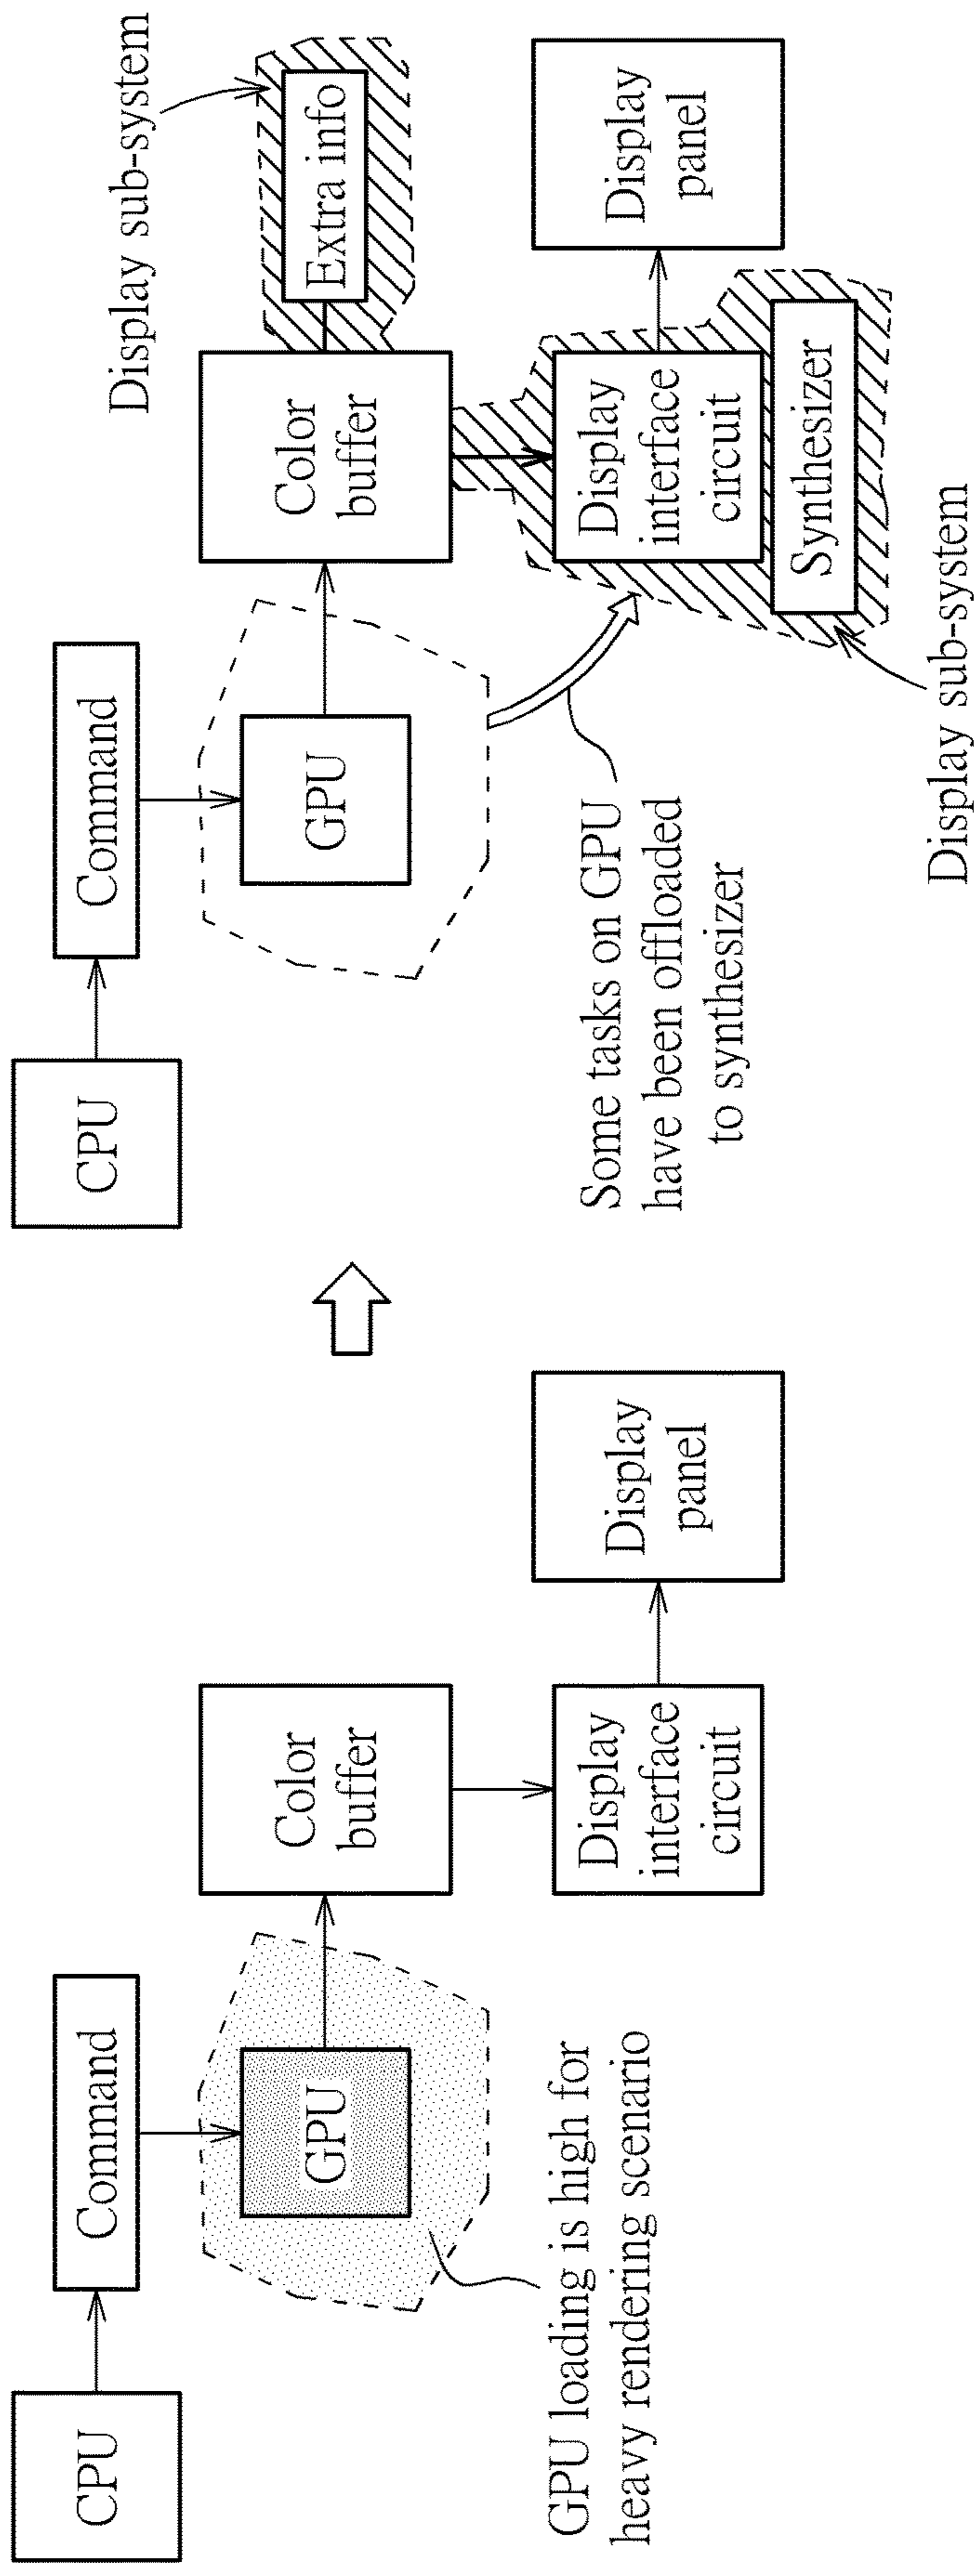 CPU
Command
GPU
Color
buffer
Display
interface
circuit
Display
panel
GPU loading is high for
heavy rendering scenario
CPU
Command
GPU
Color
buffer
Extra info
Display sub-system
Display
interface
circuit
Display
panel
Synthesizer
Display sub-system
Some tasks on GPU
have been offloaded
to synthesizer